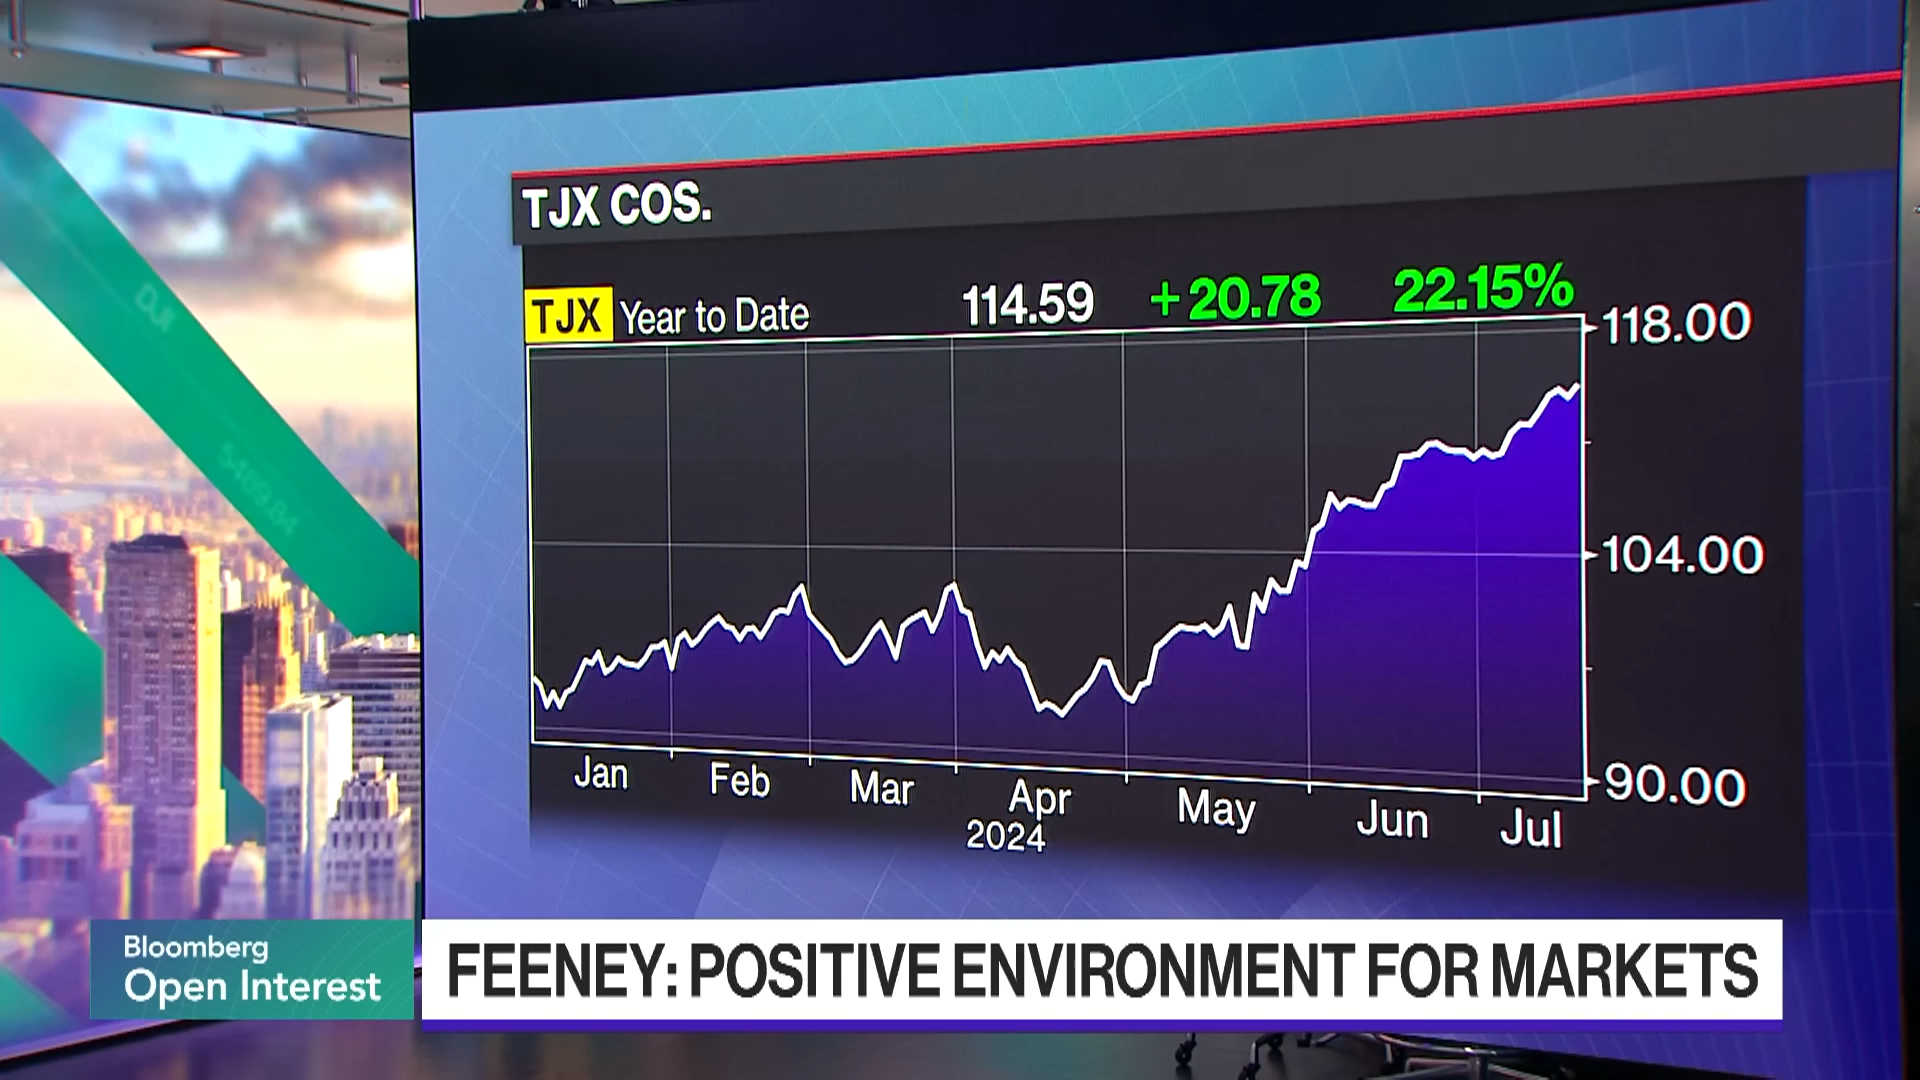 TJX COS.
TJX Year to Date 114.59 +20.78 22.15%
118.00
104.00
90.00
Jan Feb Mar Apr May Jun Jul
2024
DJI
Bloomberg
Open Interest
FEENEY: POSITIVE ENVIRONMENT FOR MARKETS